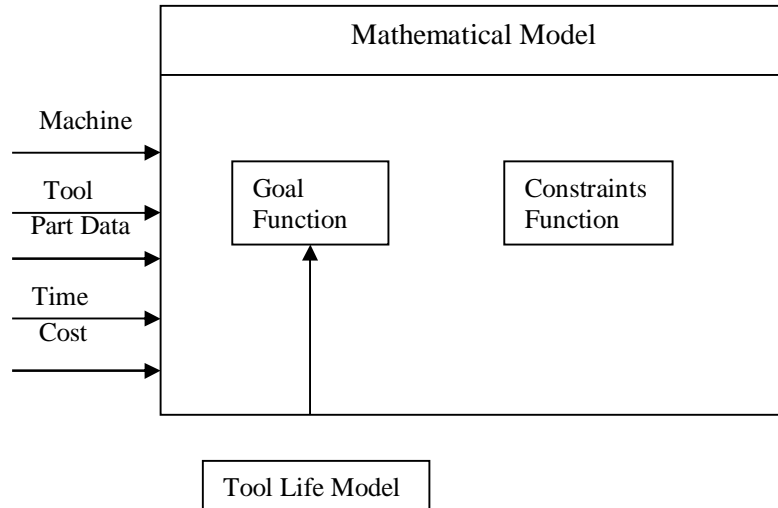 Mathematical Model
Machine
Tool
Part Data
Time
Cost
Goal
Function
Constraints
Function
Tool Life Model